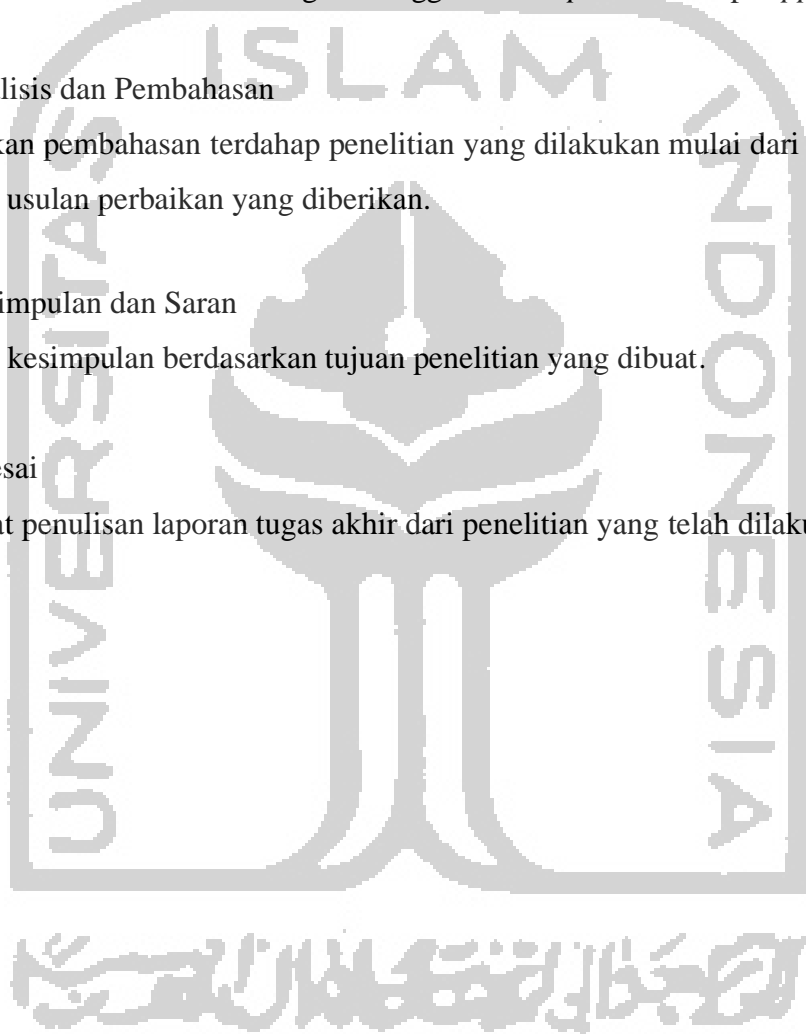 ISLAM
UNIVERSITAS
INDONESIA
alisis dan Pembahasan
kan pembahasan terdahap penelitian yang dilakukan mulai dari
usulan perbaikan yang diberikan.
impulan dan Saran
kesimpulan berdasarkan tujuan penelitian yang dibuat.
esai
at penulisan laporan tugas akhir dari penelitian yang telah dilaku